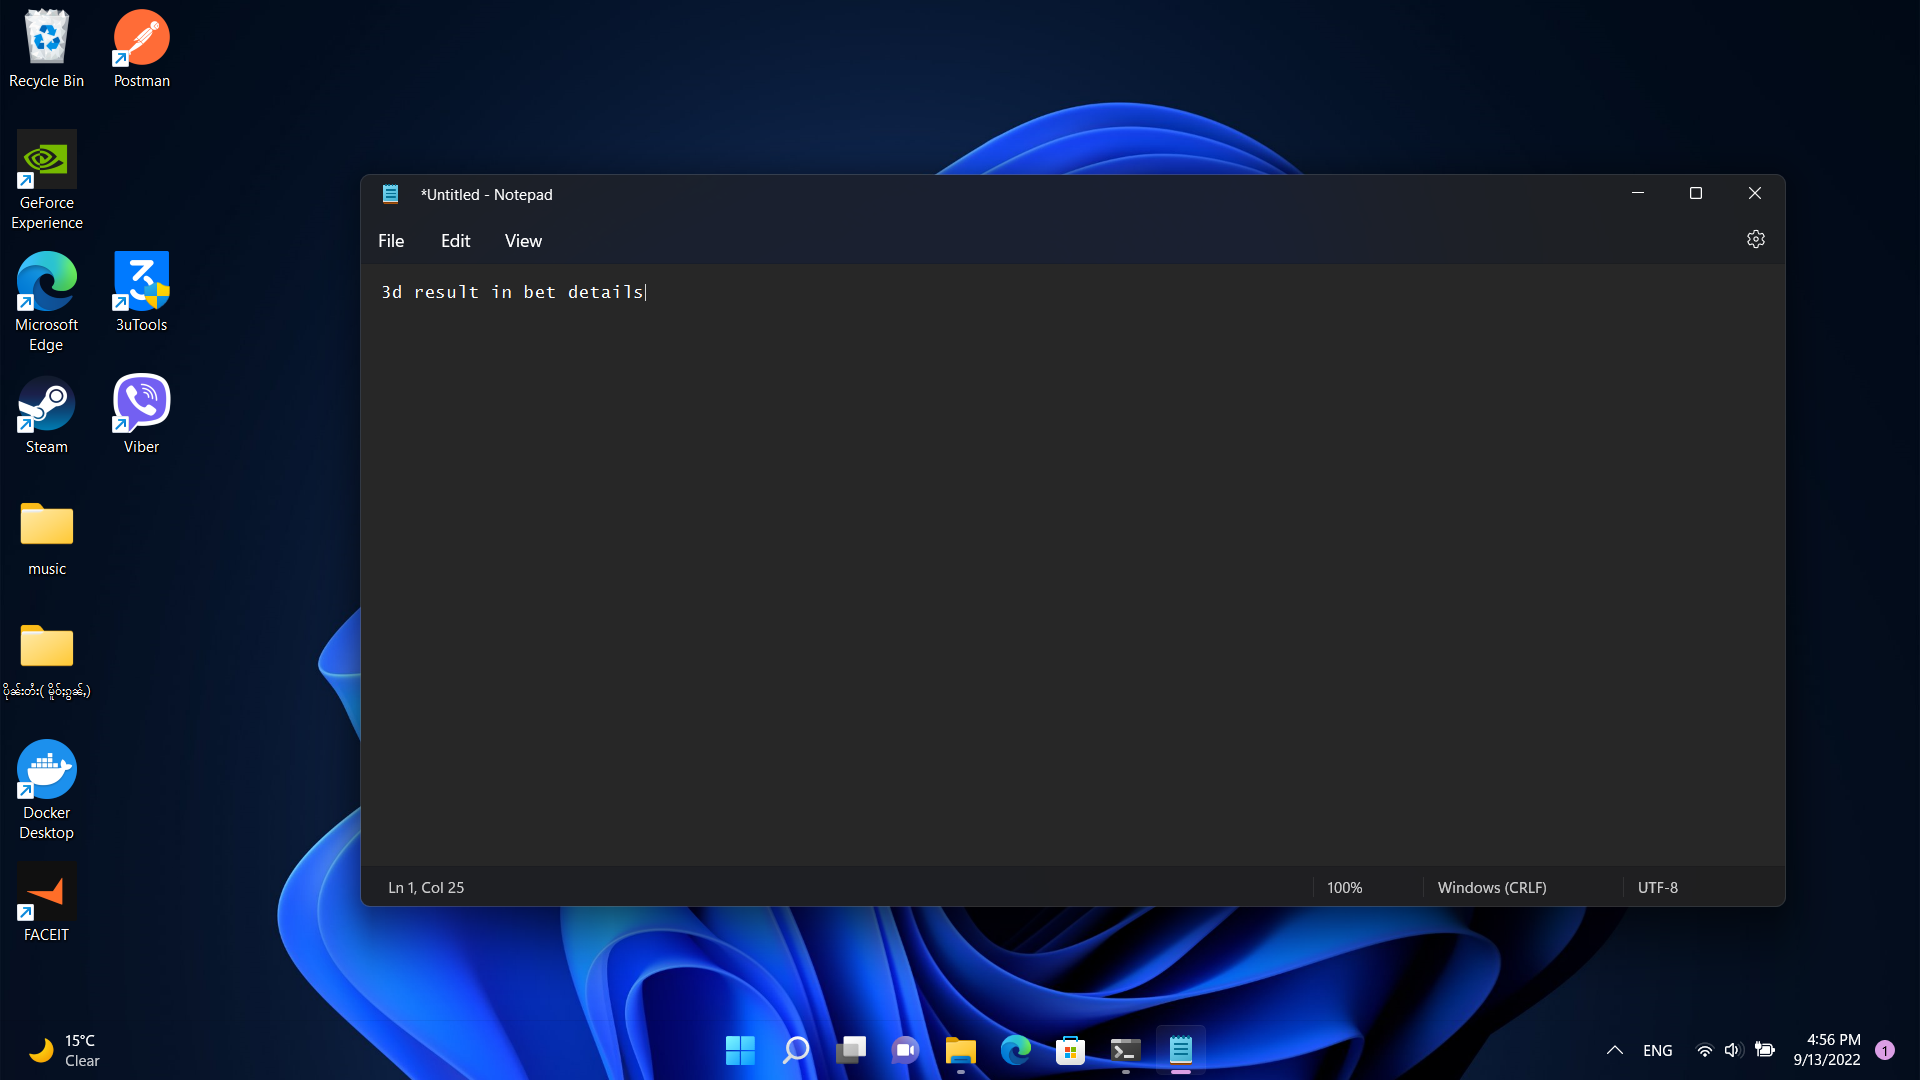 Recycle Bin
Postman
GeForce
Experience
Microsoft
Edge
3uTools
Steam
Viber
music
Docker
Desktop
FACEIT
*Untitled - Notepad
File
Edit
View
3d result in bet details
Ln 1, Col 25
100%
Windows (CRLF)
UTF-8
15°C
Clear
ENG
4:56 PM
9/13/2022
1